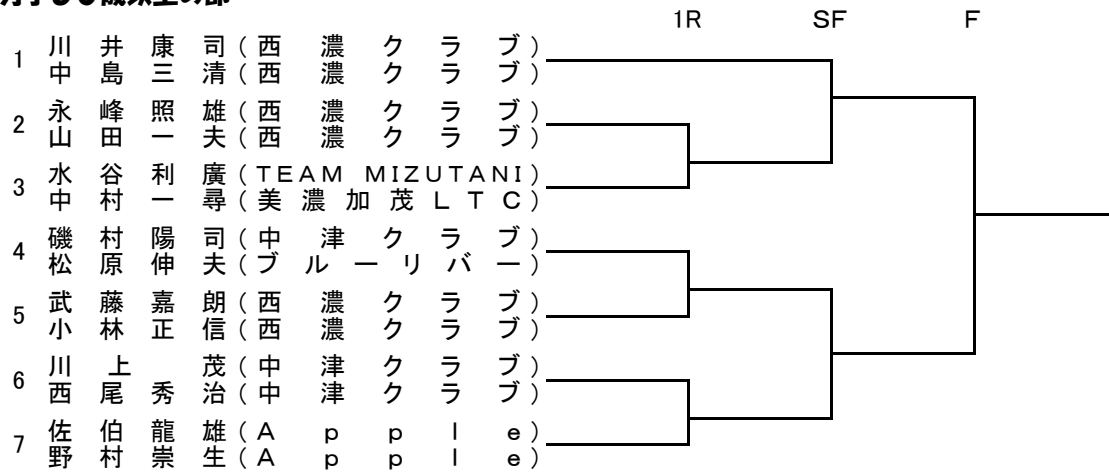 1R SF F
1 川井康司(西濃クラブ)
中島三清(西濃クラブ)
2 永峰照雄(西濃クラブ)
山田一夫(西濃クラブ)
3 水谷利廣(TEAM MIZUTANI)
中村一尋(美濃加茂LTC)
4 磯村陽司(中津クラブ)
松原伸夫(ブルーリバー)
5 武藤嘉朗(西濃クラブ)
小林正信(西濃クラブ)
6 川上茂(中津クラブ)
西尾秀治(中津クラブ)
7 佐伯龍雄(Apple)
野村崇生(Apple)